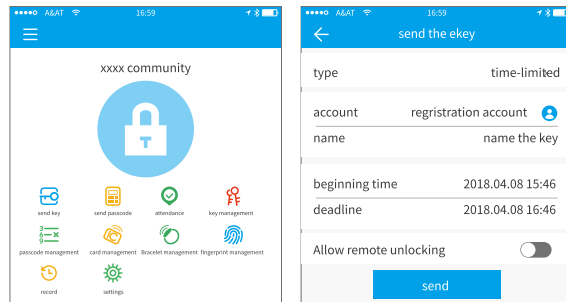 A&AT 16:59
xxxx community
send key send passcode attendance key management
passcode management card management Bracelet management fingerprint management
record settings
A&AT 16:59
send the ekey
type time-limited
account regristration account
name name the key
beginning time 2018.04.08 15:46
deadline 2018.04.08 16:46
Allow remote unlocking
send